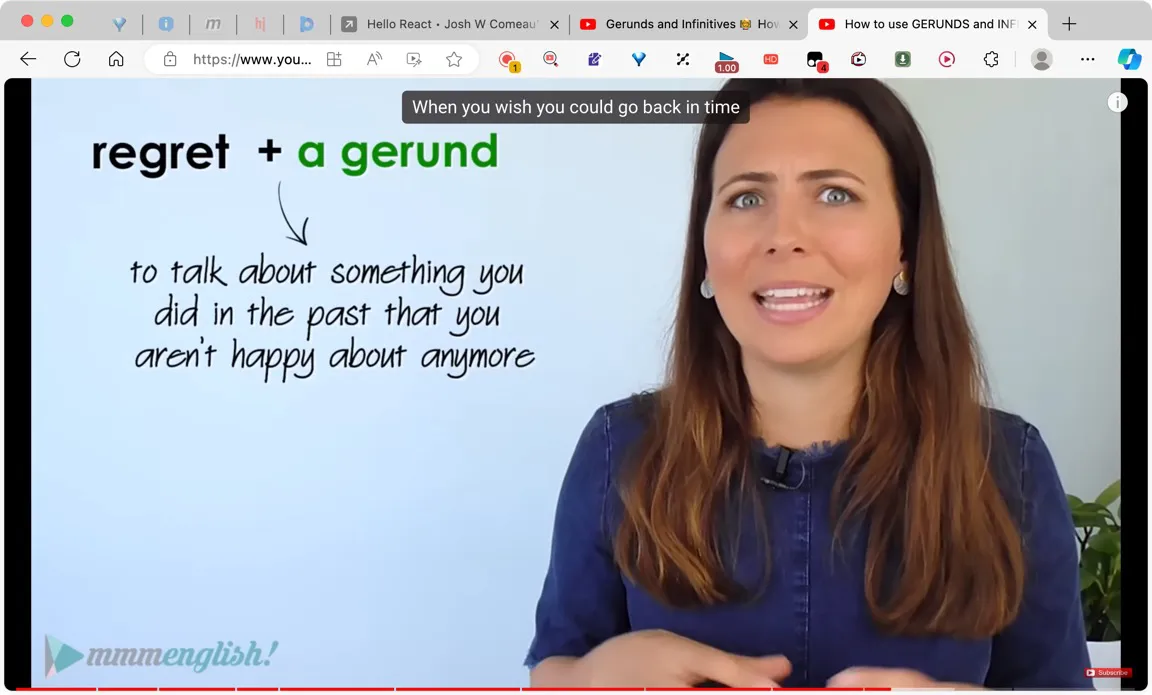 Hello React • Josh W Comeau
Gerunds and Infinitives 🐯 How
How to use GERUNDS and INF
https://www.you...
1
1.00
HD
4
When you wish you could go back in time
regret + a gerund
to talk about something you
did in the past that you
aren't happy about anymore
mmmenglish!
Subscribe